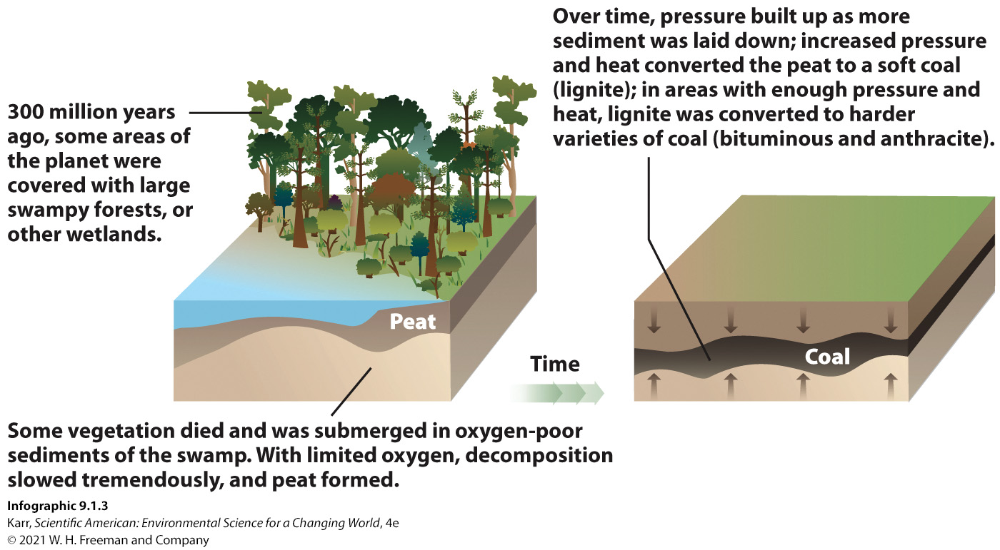 Over time, pressure built up as more
sediment was laid down; increased pressure
and heat converted the peat to a soft coal
(lignite); in areas with enough pressure and
heat, lignite was converted to harder
varieties of coal (bituminous and anthracite).
300 million years
ago, some areas of
the planet were
covered with large
swampy forests, or
other wetlands.
Peat
Time
Coal
Some vegetation died and was submerged in oxygen-poor
sediments of the swamp. With limited oxygen, decomposition
slowed tremendously, and peat formed.
Infographic 9.1.3
Karr, Scientific American: Environmental Science for a Changing World, 4e
© 2021 W. H. Freeman and Company